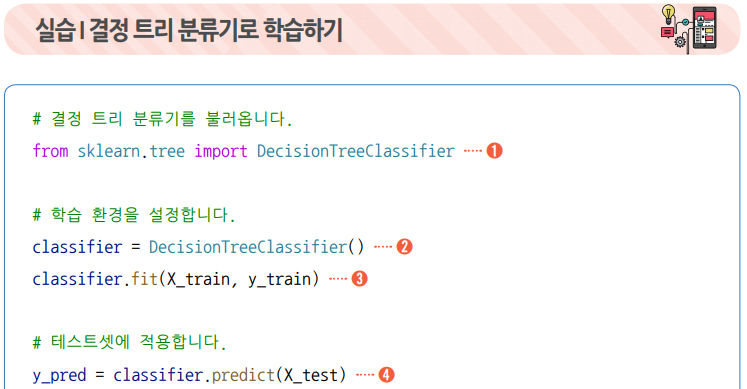 실습 | 결정 트리 분류기로 학습하기
# 결정 트리 분류기를 불러옵니다.
from sklearn.tree import DecisionTreeClassifier ····· ❶
# 학습 환경을 설정합니다.
classifier = DecisionTreeClassifier() ····· ❷
classifier.fit(X_train, y_train) ····· ❸
# 테스트셋에 적용합니다.
y_pred = classifier.predict(X_test) ····· ❹